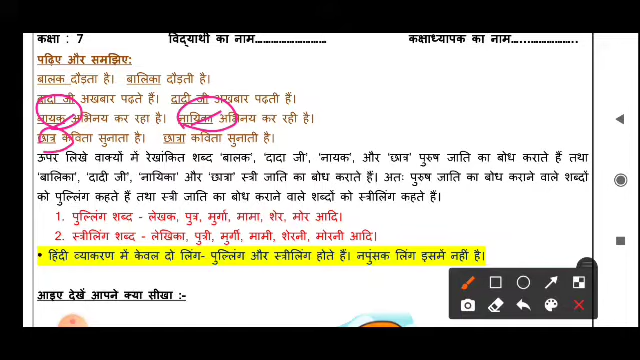 कक्षा : 7 विद्यार्थी का नाम........................... कक्षाध्यापक का नाम.....................
पढ़िए और समझिए:
बालक दौड़ता है। बालिका दौड़ती है।
दादा जी अखबार पढ़ते हैं। दादी जी अखबार पढ़ती हैं।
नायक अभिनय कर रहा है। नायिका अभिनय कर रही है।
छात्र कविता सुनाता है। छात्रा कविता सुनाती है।
ऊपर लिखे वाक्यों में रेखांकित शब्द 'बालक', 'दादा जी', 'नायक', और 'छात्र' पुरुष जाति का बोध कराते हैं तथा
'बालिका', 'दादी जी', 'नायिका' और 'छात्रा' स्त्री जाति का बोध कराते हैं। अतः पुरुष जाति का बोध कराने वाले शब्दों
को पुल्लिंग कहते हैं तथा स्त्री जाति का बोध कराने वाले शब्दों को स्त्रीलिंग कहते हैं।
1. पुल्लिंग शब्द - लेखक, पुत्र, मुर्गा, मामा, शेर, मोर आदि।
2. स्त्रीलिंग शब्द - लेखिका, पुत्री, मुर्गी, मामी, शेरनी, मोरनी आदि।
• हिंदी व्याकरण में केवल दो लिंग- पुल्लिंग और स्त्रीलिंग होते हैं। नपुंसक लिंग इसमें नहीं है।
आइए देखें आपने क्या सीखा :-